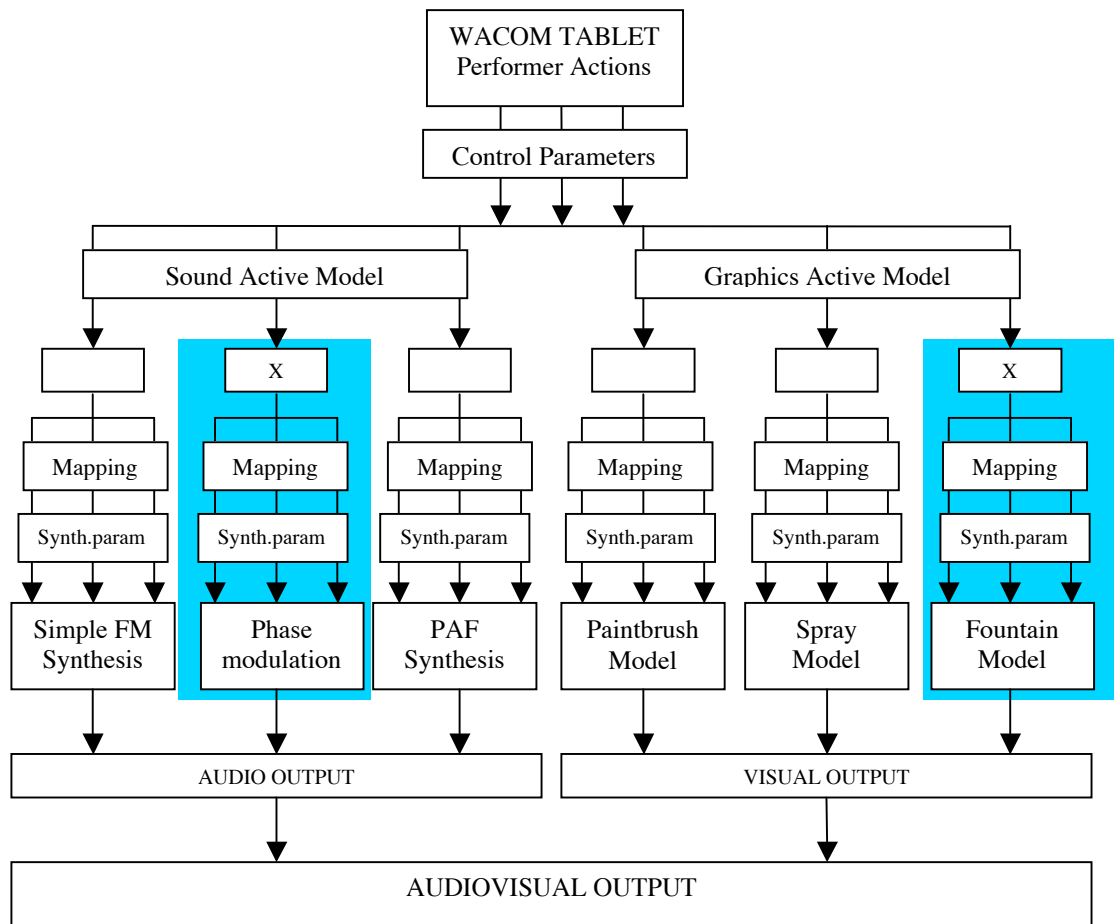 WACOM TABLET
Performer Actions
Control Parameters
Sound Active Model
Graphics Active Model
X
X
Mapping
Mapping
Mapping
Mapping
Mapping
Mapping
Synth.param
Synth.param
Synth.param
Synth.param
Synth.param
Synth.param
Simple FM
Synthesis
Phase
modulation
PAF
Synthesis
Paintbrush
Model
Spray
Model
Fountain
Model
AUDIO OUTPUT
VISUAL OUTPUT
AUDIOVISUAL OUTPUT